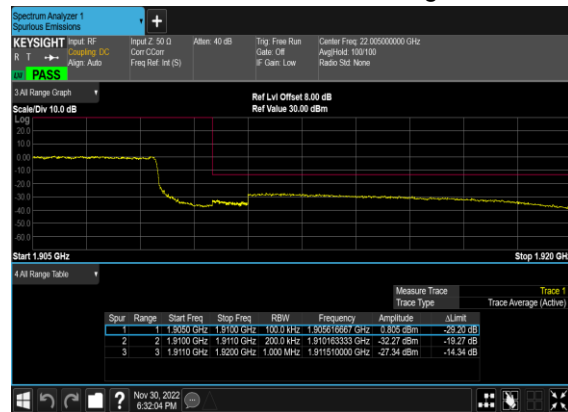 Spectrum Analyzer 1
Spurious Emissions
+
KEYSIGHT Input: RF Input Z: 50 Ω Atten: 40 dB Trig: Free Run Center Freq: 22.005000000 GHz
R T Coupling: DC Corr CCorr Gate: Off Avg|Hold: 100/100
Align: Auto Freq Ref: Int (S) IF Gain: Low Radio Std: None
PASS
3 All Range Graph Ref Lvl Offset 8.00 dB
Scale/Div 10.0 dB Ref Value 30.00 dBm
Log
20.0
10.0
0.00
-10.0
-20.0
-30.0
-40.0
-50.0
-60.0
Start 1.905 GHz Stop 1.920 GH
4 All Range Table
Measure Trace Trace 1
Trace Type Trace Average (Active)
Spur Range Start Freq Stop Freq RBW Frequency Amplitude ΔLimit
1 1 1.9050 GHz 1.9100 GHz 100.0 kHz 1.905616667 GHz 0.805 dBm -29.20 dB
2 2 1.9100 GHz 1.9110 GHz 200.0 kHz 1.910163333 GHz -32.27 dBm -19.27 dB
3 3 1.9110 GHz 1.9200 GHz 1.000 MHz 1.911510000 GHz -27.34 dBm -14.34 dB
? Nov 30, 2022
6:32:04 PM